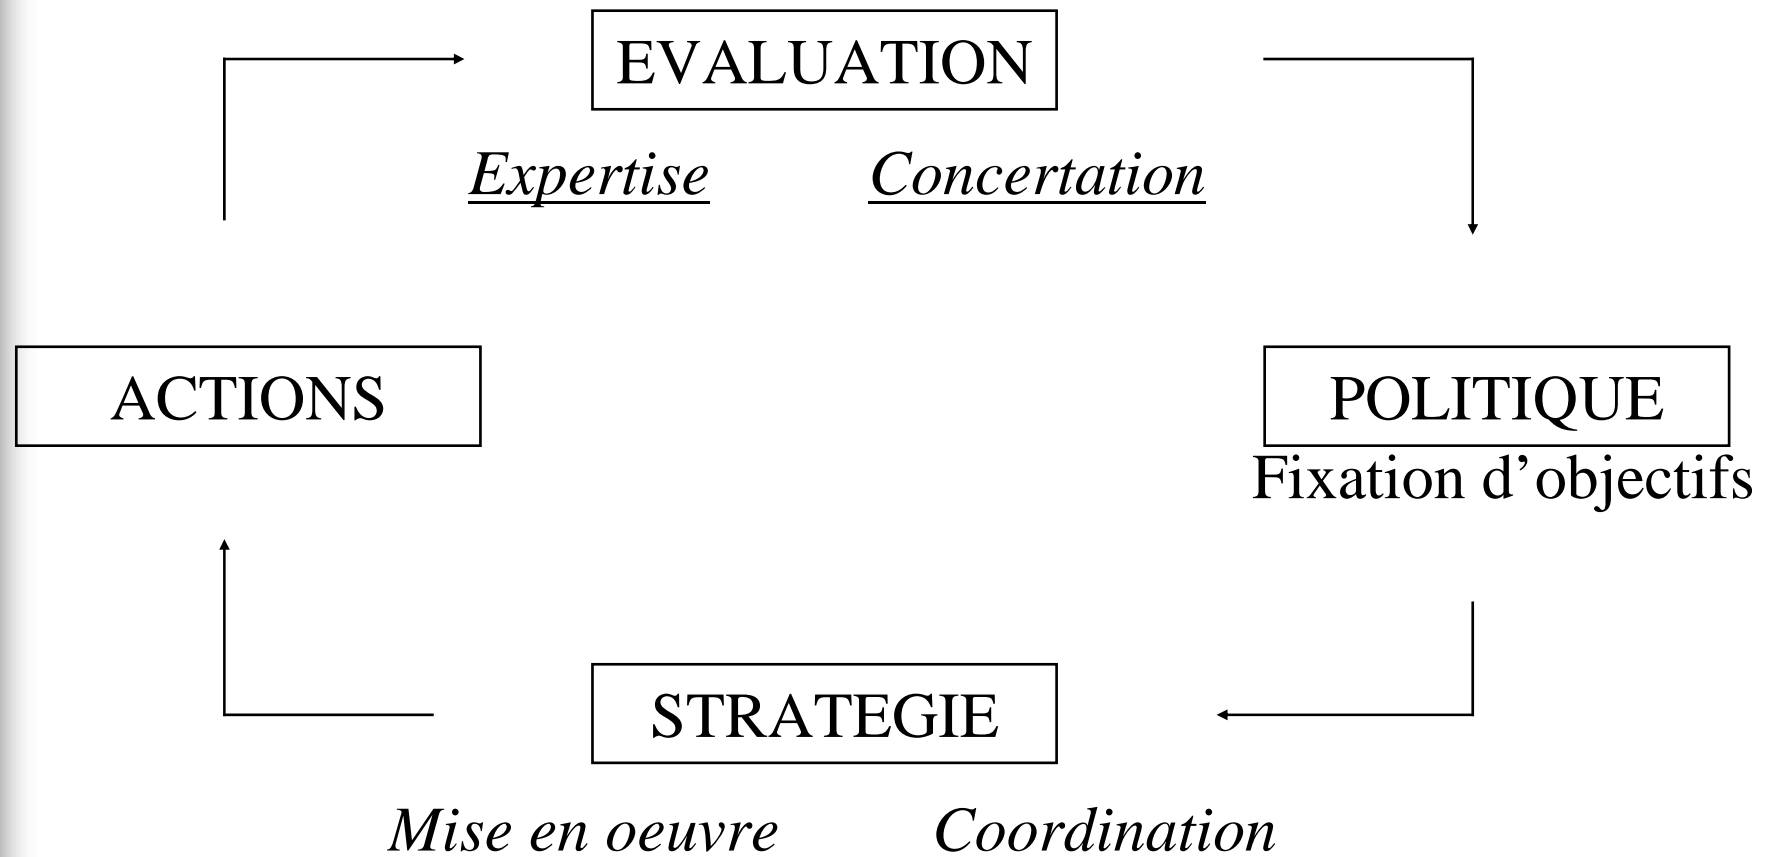 EVALUATION
Expertise Concertation
ACTIONS
POLITIQUE
Fixation d’objectifs
STRATEGIE
Mise en oeuvre Coordination